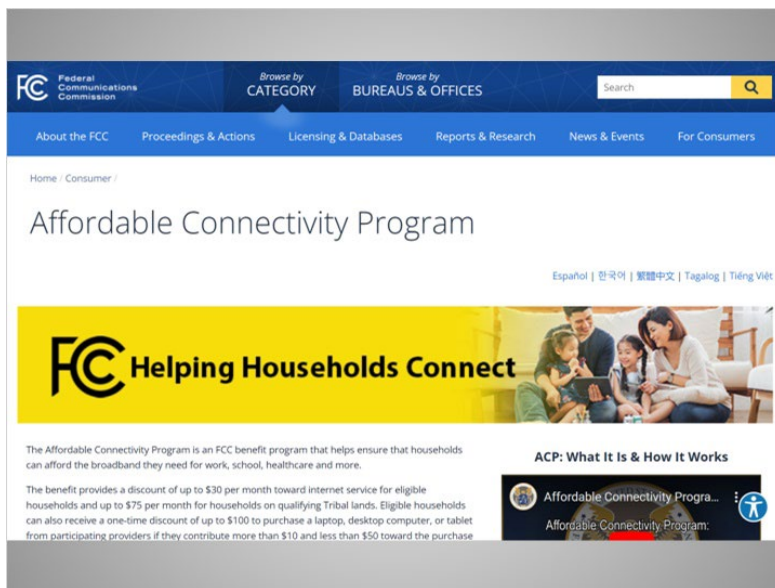 FCC Federal Communications Commission
Browse by CATEGORY
Browse by BUREAUS & OFFICES
Search
About the FCC Proceedings & Actions Licensing & Databases Reports & Research News & Events For Consumers
Home / Consumer /
Affordable Connectivity Program
Español | 한국어 | 繁體中文 | Tagalog | Tiếng Việt
FCC Helping Households Connect
The Affordable Connectivity Program is an FCC benefit program that helps ensure that households
can afford the broadband they need for work, school, healthcare and more.
The benefit provides a discount of up to $30 per month toward internet service for eligible
households and up to $75 per month for households on qualifying Tribal lands. Eligible households
can also receive a one-time discount of up to $100 to purchase a laptop, desktop computer, or tablet
from participating providers if they contribute more than $10 and less than $50 toward the purchase
ACP: What It Is & How It Works
Affordable Connectivity Progra...
Affordable Connectivity Program: